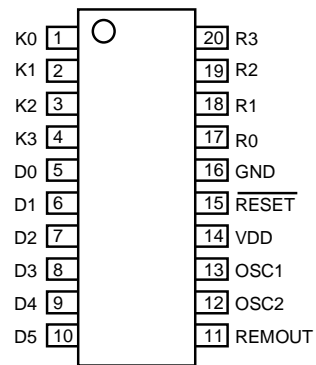 K0 1 20 R3
K1 2 19 R2
K2 3 18 R1
K3 4 17 R0
D0 5 16 GND
D1 6 15 RESET
D2 7 14 VDD
D3 8 13 OSC1
D4 9 12 OSC2
D5 10 11 REMOUT